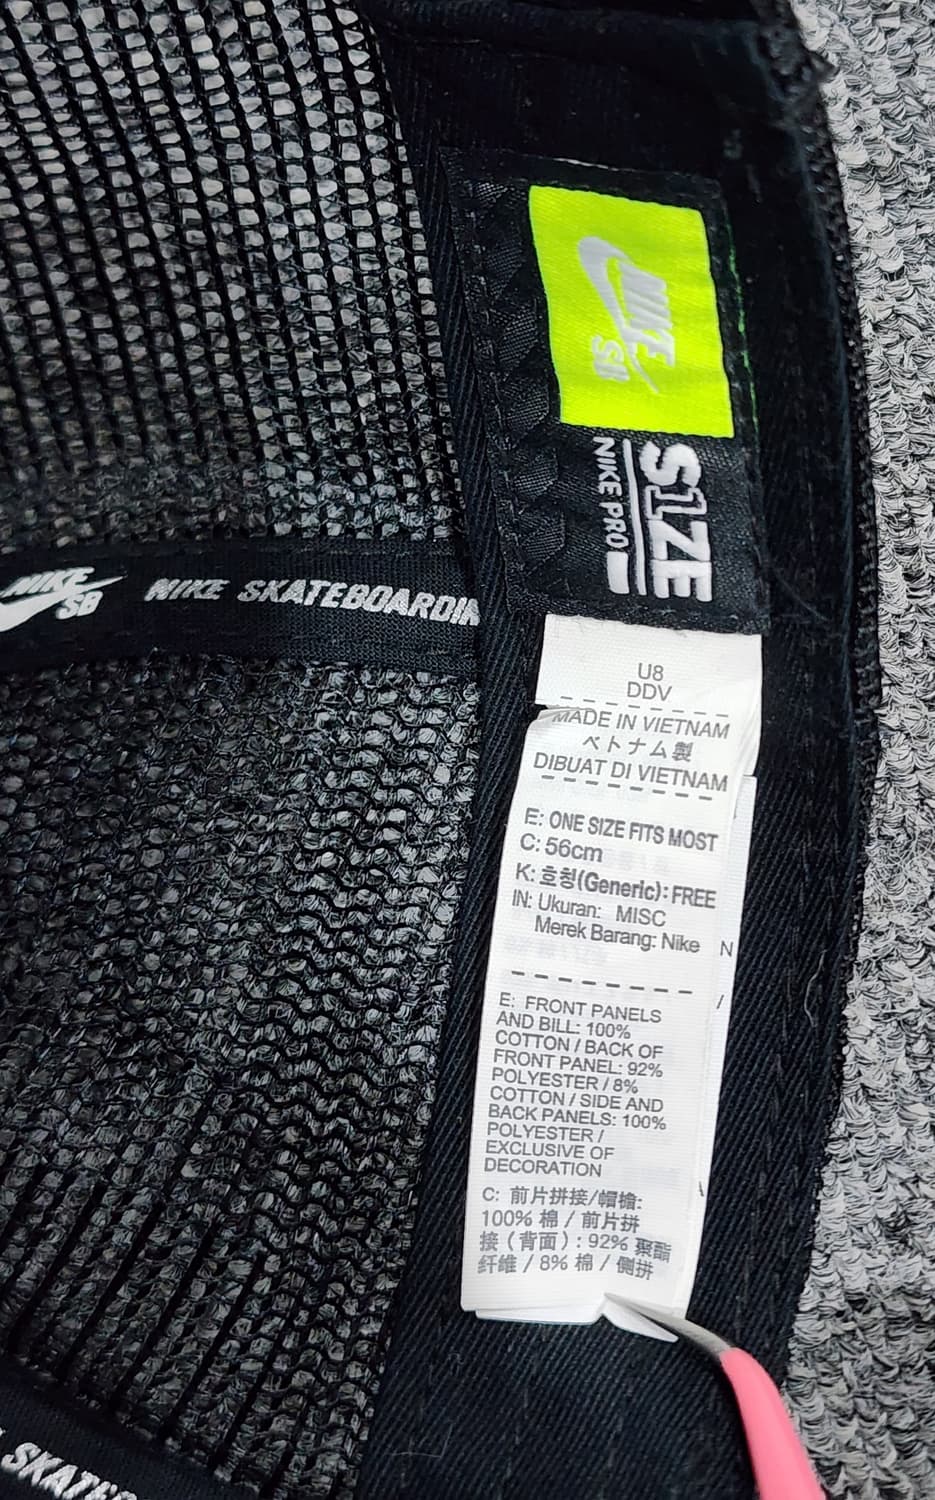 NIKE
SB
S1ZE
NIKE PRO
NIKE
SB
NIKE SKATEBOARDIN
U8
DDV
MADE IN VIETNAM
ベトナム製
DIBUAT DI VIETNAM
E: ONE SIZE FITS MOST
C: 56cm
K: 호칭(Generic): FREE
IN: Ukuran: MISC
Merek Barang: Nike
N
/
E: FRONT PANELS
AND BILL: 100%
COTTON / BACK OF
FRONT PANEL: 92%
POLYESTER / 8%
COTTON / SIDE AND
BACK PANELS: 100%
POLYESTER /
EXCLUSIVE OF
DECORATION
C: 前片拼接/帽檐:
100% 棉 / 前片拼
接 (背面) : 92% 聚酯
纤维 / 8% 棉 / 侧拼
SKATE